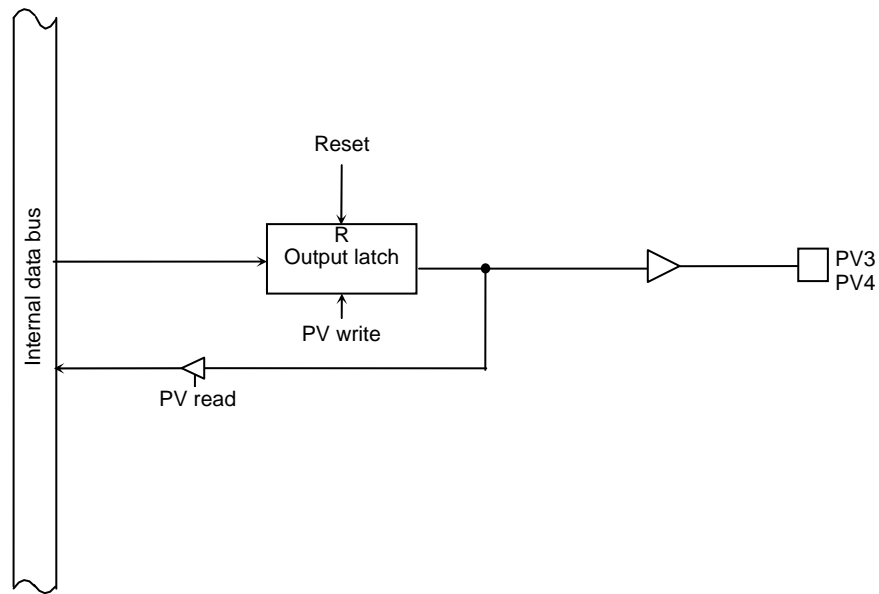 Reset
R
Output latch
PV write
PV read
PV3
PV4
Internal data bus